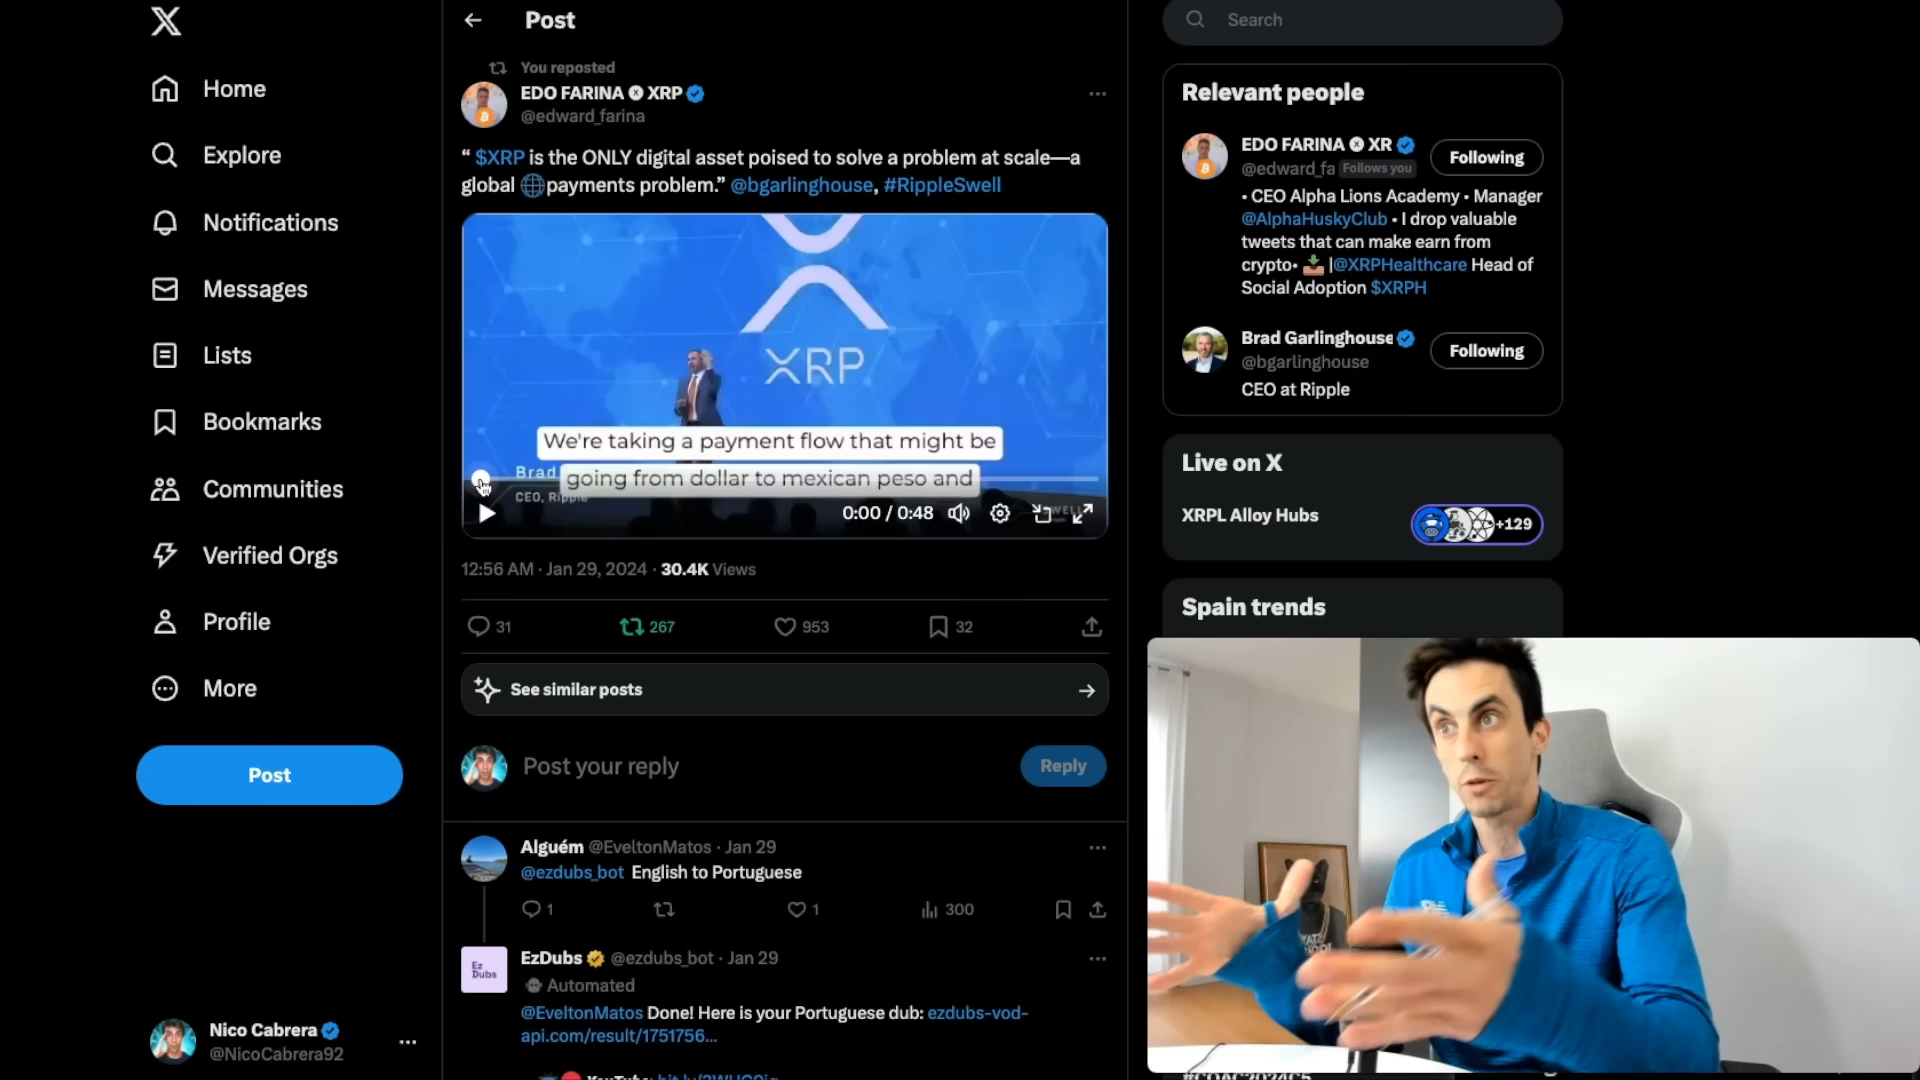 Home
Explore
Notifications
Messages
Lists
Bookmarks
Communities
Verified Orgs
Profile
More
Post
Nico Cabrera
@NicoCabrera92
Post
You reposted
EDO FARINA XRP
@edward_farina
“ $XRP is the ONLY digital asset poised to solve a problem at scale—a
global 🌐payments problem.” @bgarlinghouse, #RippleSwell
XRP
We're taking a payment flow that might be
Brad
going from dollar to mexican peso and
CEO, Ripple
0:00 / 0:48
12:56 AM · Jan 29, 2024 · 30.4K Views
31
267
953
32
See similar posts
Post your reply
Reply
Alguém @EveltonMatos · Jan 29
@ezdubs_bot English to Portuguese
1
1
300
Ez
Dubs
EzDubs @ezdubs_bot · Jan 29
Automated
@EveltonMatos Done! Here is your Portuguese dub: ezdubs-vod-
api.com/result/1751756...
Search
Relevant people
EDO FARINA XR
Following
@edward_fa Follows you
• CEO Alpha Lions Academy • Manager
@AlphaHuskyClub • I drop valuable
tweets that can make earn from
crypto• 📥 |@XRPHealthcare Head of
Social Adoption $XRPH
Brad Garlinghouse
Following
@bgarlinghouse
CEO at Ripple
Live on X
XRPL Alloy Hubs
+129
Spain trends